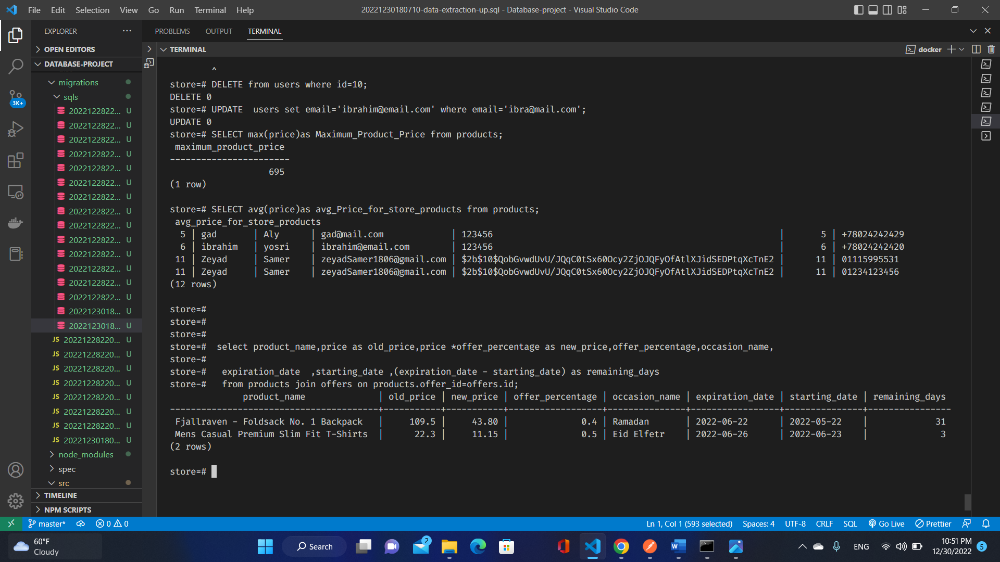 File Edit Selection View Go Run Terminal Help
20221230180710-data-extraction-up.sql - Database-project - Visual Studio Code
EXPLORER
PROBLEMS OUTPUT TERMINAL
OPEN EDITORS
TERMINAL
docker
DATABASE-PROJECT
migrations
sqls
2022122822... U
2022122822... U
2022122822... U
2022122822... U
2022122822... U
2022122822... U
2022122822... U
2022122822... U
2022122822... U
2022122822... U
2022122822... U
2022122822... U
2022122822... U
2022122822... U
2022123018... U
2022123018... U
JS 20221228220... U
JS 20221228220... U
JS 20221228220... U
JS 20221228220... U
JS 20221228220... U
JS 20221228220... U
JS 20221228220... U
JS 20221230180... U
node_modules
spec
src
TIMELINE
NPM SCRIPTS
3K+
^
store=# DELETE from users where id=10;
DELETE 0
store=# UPDATE  users set email='ibrahim@email.com' where email='ibra@mail.com';
UPDATE 0
store=# SELECT max(price)as Maximum_Product_Price from products;
maximum_product_price
-----------------------
695
(1 row)
store=# SELECT avg(price)as avg_Price_for_store_products from products;
avg_price_for_store_products
5 | gad | Aly | gad@mail.com | 123456 | 5 | +78024242429
6 | ibrahim | yosri | ibrahim@email.com | 123456 | 6 | +78024242420
11 | Zeyad | Samer | zeyadSamer1806@gmail.com | $2b$10$QobGvwdUvU/JQqC0tSx60Ocy2ZjOJQFyOfAtlXJidSEDPtqXcTnE2 | 11 | 01115995531
11 | Zeyad | Samer | zeyadSamer1806@gmail.com | $2b$10$QobGvwdUvU/JQqC0tSx60Ocy2ZjOJQFyOfAtlXJidSEDPtqXcTnE2 | 11 | 01234123456
(12 rows)
store=#
store=#
store=#
store=#  select product_name,price as old_price,price *offer_percentage as new_price,offer_percentage,occasion_name,
store-#
store-#   expiration_date  ,starting_date ,(expiration_date - starting_date) as remaining_days
store-#   from products join offers on products.offer_id=offers.id;
product_name | old_price | new_price | offer_percentage | occasion_name | expiration_date | starting_date | remaining_days
----------------------------------------+-----------+-----------+------------------+---------------+-----------------+---------------+----------------
Fjallraven - Foldsack No. 1 Backpack | 109.5 | 43.80 | 0.4 | Ramadan | 2022-06-22 | 2022-05-22 | 31
Mens Casual Premium Slim Fit T-Shirts | 22.3 | 11.15 | 0.5 | Eid Elfetr | 2022-06-26 | 2022-06-23 | 3
(2 rows)
store=#
master* 0 0 Ln 1, Col 1 (593 selected) Spaces: 4 UTF-8 CRLF SQL Go Live Prettier
60°F
Cloudy
Search
2
ENG
10:51 PM
12/30/2022
5